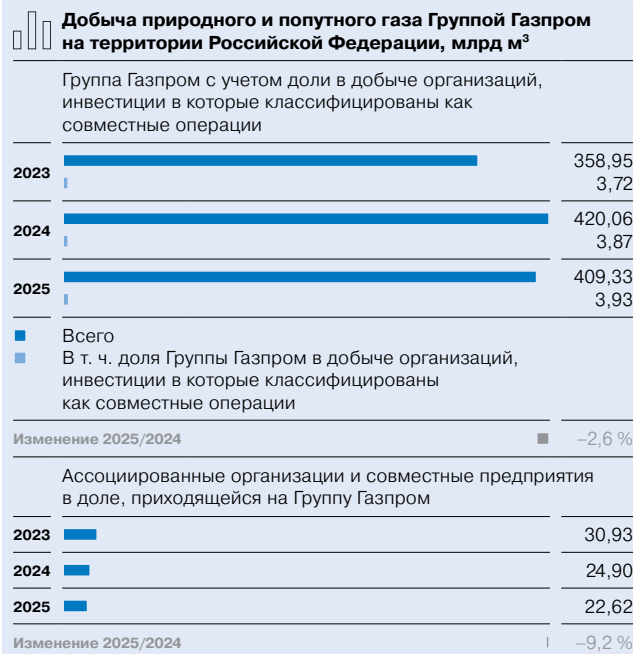 Добыча природного и попутного газа Группой Газпром
на территории Российской Федерации, млрд м³
Группа Газпром с учетом доли в добыче организаций,
инвестиции в которые классифицированы как
совместные операции
2023 358,95
3,72
2024 420,06
3,87
2025 409,33
3,93
Всего
В т. ч. доля Группы Газпром в добыче организаций,
инвестиции в которые классифицированы
как совместные операции
Изменение 2025/2024 –2,6 %
Ассоциированные организации и совместные предприятия
в доле, приходящейся на Группу Газпром
2023 30,93
2024 24,90
2025 22,62
Изменение 2025/2024 –9,2 %